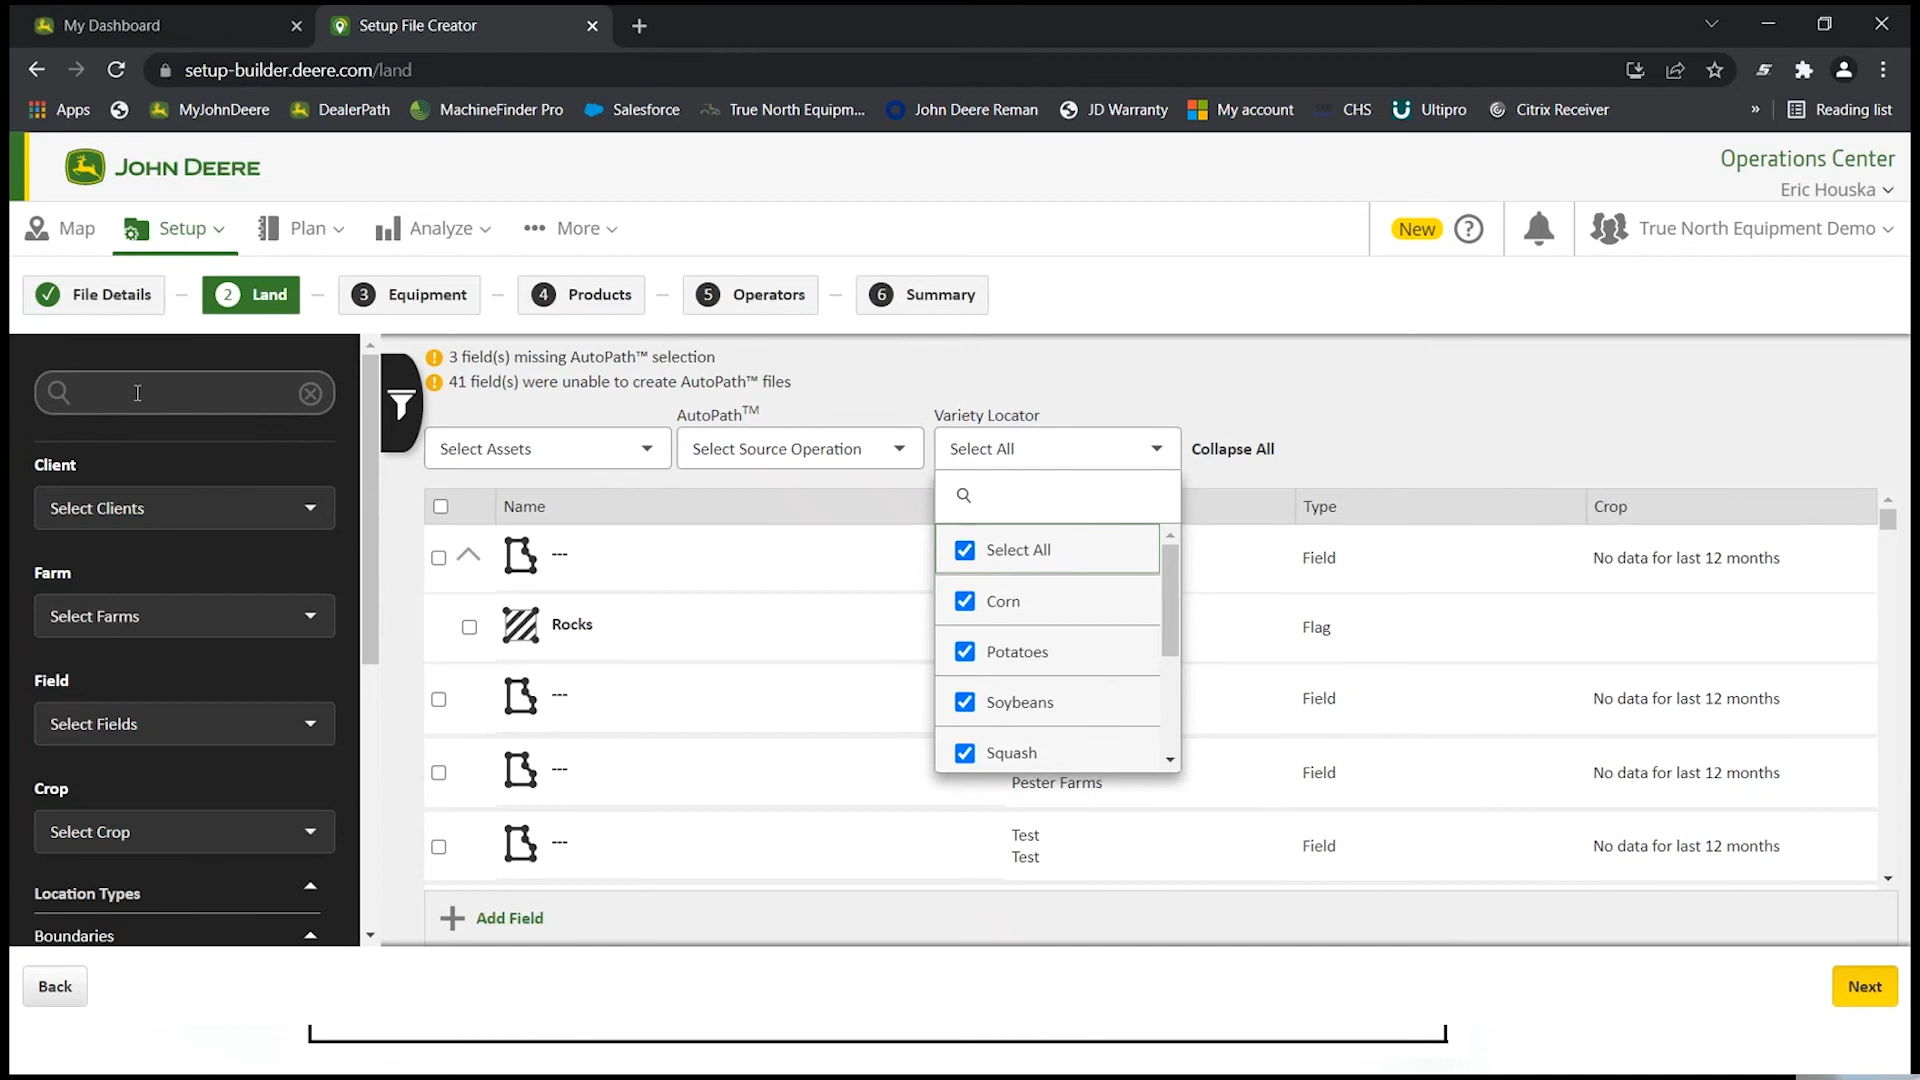 My Dashboard
Setup File Creator
setup-builder.deere.com/land
Apps
MyJohnDeere
DealerPath
MachineFinder Pro
Salesforce
True North Equipm...
John Deere Reman
JD Warranty
My account
CHS
Ultipro
Citrix Receiver
»
Reading list
JOHN DEERE
Operations Center
Eric Houska
Map
Setup
Plan
Analyze
More
New
?
True North Equipment Demo
File Details
2 Land
3 Equipment
4 Products
5 Operators
6 Summary
3 field(s) missing AutoPath™ selection
41 field(s) were unable to create AutoPath™ files
AutoPath™
Variety Locator
Select Assets
Select Source Operation
Select All
Collapse All
Client
Select Clients
Farm
Select Farms
Field
Select Fields
Crop
Select Crop
Location Types
Boundaries
Name
Type
Crop
Select All
Corn
Potatoes
Soybeans
Squash
---
Field
No data for last 12 months
Rocks
Flag
---
Field
No data for last 12 months
---
Pester Farms
Field
No data for last 12 months
---
Test
Test
Field
No data for last 12 months
Add Field
Back
Next